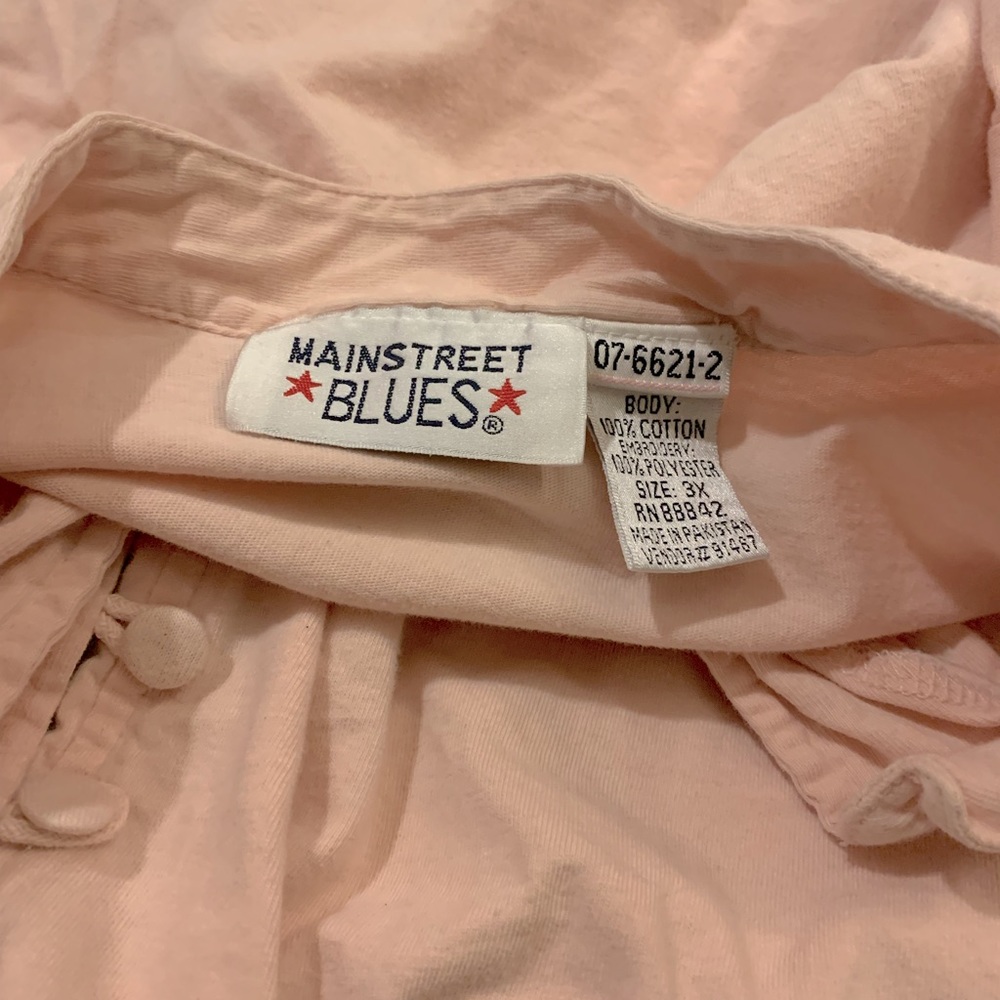 MAINSTREET
BLUES®
07-6621-2
BODY:
100% COTTON
EMBROIDERY:
100% POLYESTER
SIZE: 3X
RN 88842
MADE IN PAKISTAN
VENDOR# 91487